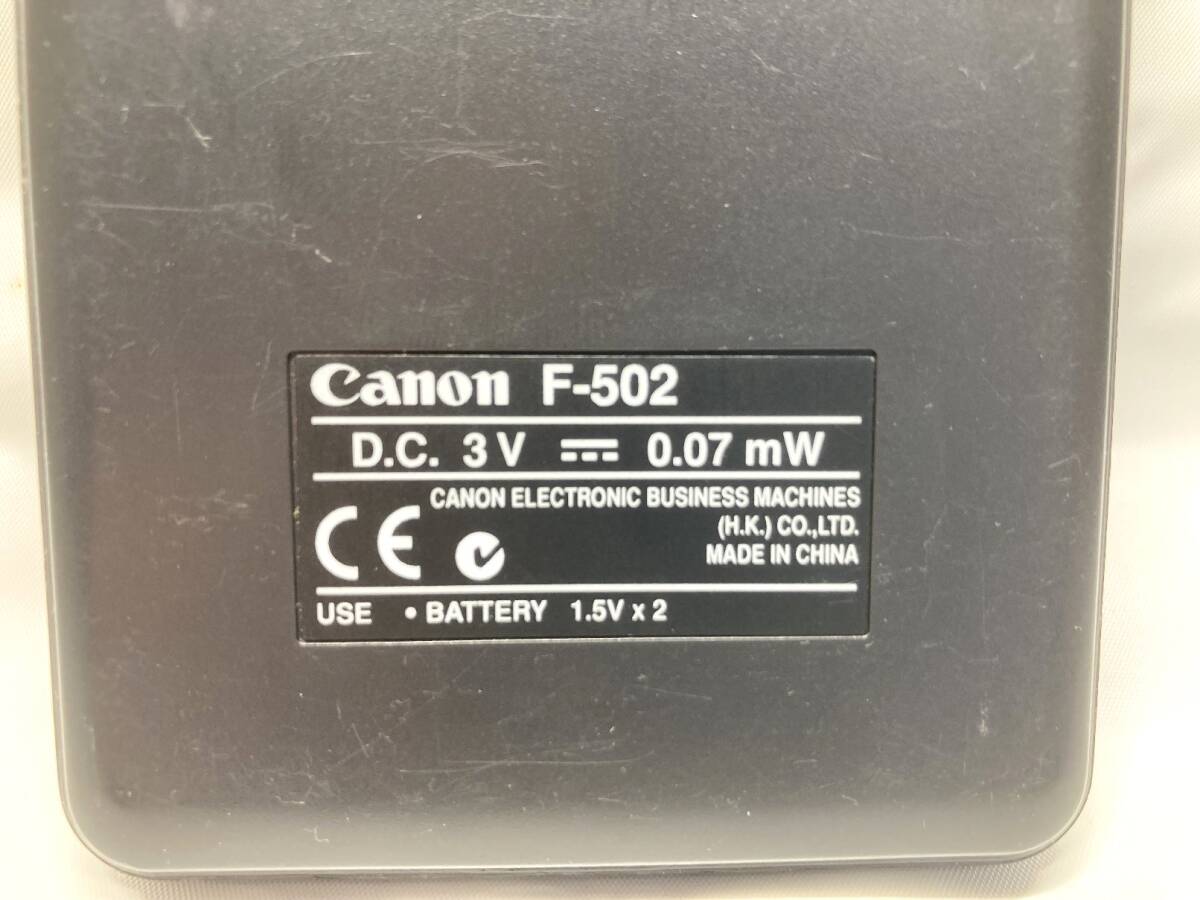 Canon F-502
D.C. 3V ⎓ 0.07 mW
CANON ELECTRONIC BUSINESS MACHINES
(H.K.) CO.,LTD.
CE
MADE IN CHINA
USE • BATTERY 1.5V x 2